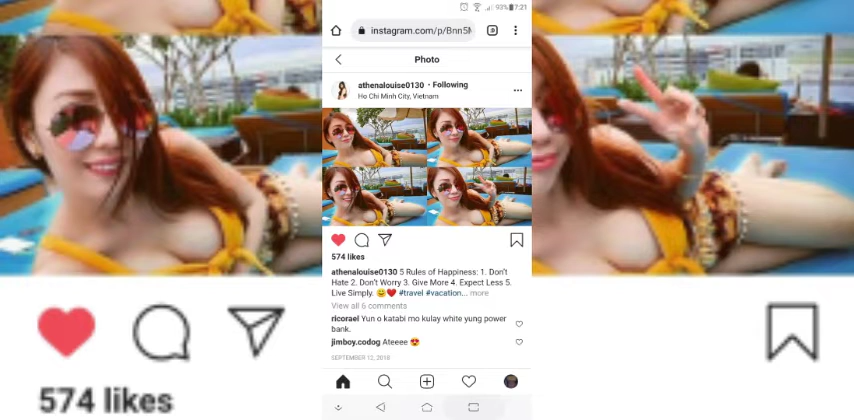 93% 7:21
instagram.com/p/Bnn5M
Photo
athenalouise0130 • Following
Ho Chi Minh City, Vietnam
574 likes
athenalouise0130 5 Rules of Happiness: 1. Don't
Hate 2. Don't Worry 3. Give More 4. Expect Less 5.
Live Simply. 😊❤️ #travel #vacation... more
View all 6 comments
ricorael Yun o katabi mo kulay white yung power
bank.
jimboy.codog Ateeee 😍
SEPTEMBER 12, 2018
574 likes